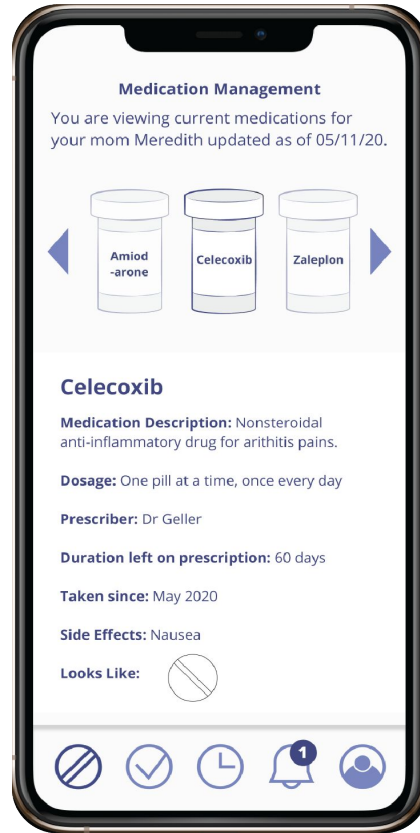 Medication Management
You are viewing current medications for
your mom Meredith updated as of 05/11/20.
Amiod
-arone
Celecoxib
Zaleplon
Celecoxib
Medication Description: Nonsteroidal
anti-inflammatory drug for arithitis pains.
Dosage: One pill at a time, once every day
Prescriber: Dr Geller
Duration left on prescription: 60 days
Taken since: May 2020
Side Effects: Nausea
Looks Like:
1